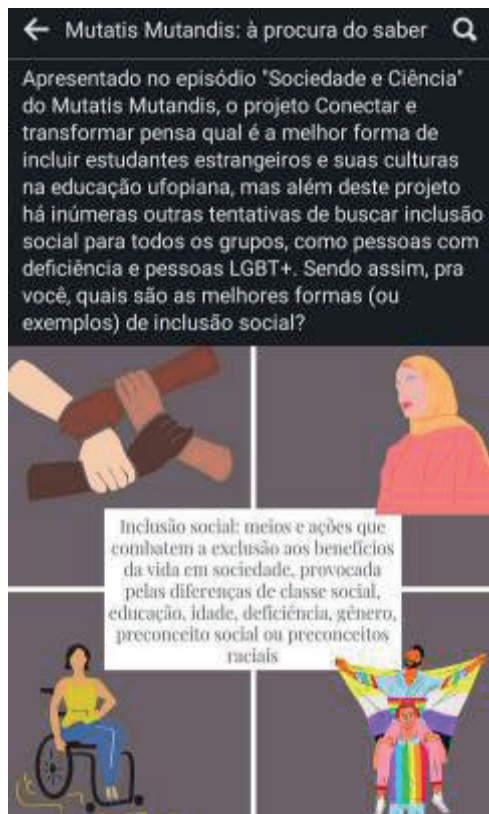 Mutatis Mutandis: à procura do saber
Apresentado no episódio "Sociedade e Ciência"
do Mutatis Mutandis, o projeto Conectar e
transformar pensa qual é a melhor forma de
incluir estudantes estrangeiros e suas culturas
na educação ufopiana, mas além deste projeto
há inúmeras outras tentativas de buscar inclusão
social para todos os grupos, como pessoas com
deficiência e pessoas LGBT+. Sendo assim, pra
você, quais são as melhores formas (ou
exemplos) de inclusão social?
Inclusão social: meios e ações que
combatem a exclusão aos benefícios
da vida em sociedade, provocada
pelas diferenças de classe social,
educação, idade, deficiência, gênero,
preconceito social ou preconceitos
raciais